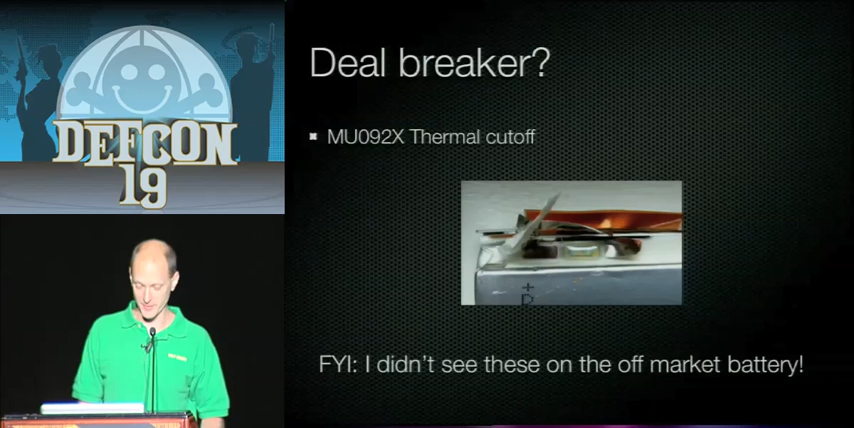 DEFCON
19
Deal breaker?
MU092X Thermal cutoff
+
FYI: I didn't see these on the off market battery!